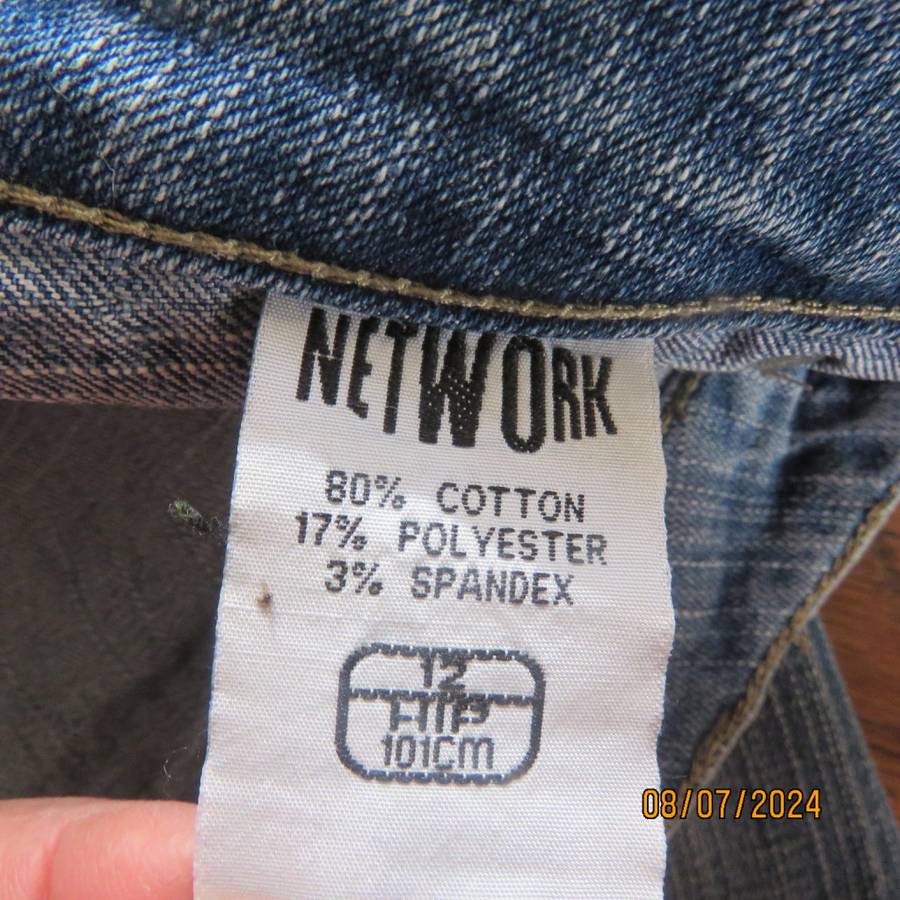 NETWORK
80% COTTON
17% POLYESTER
3% SPANDEX
12
HIP
101Cm
08/07/2024